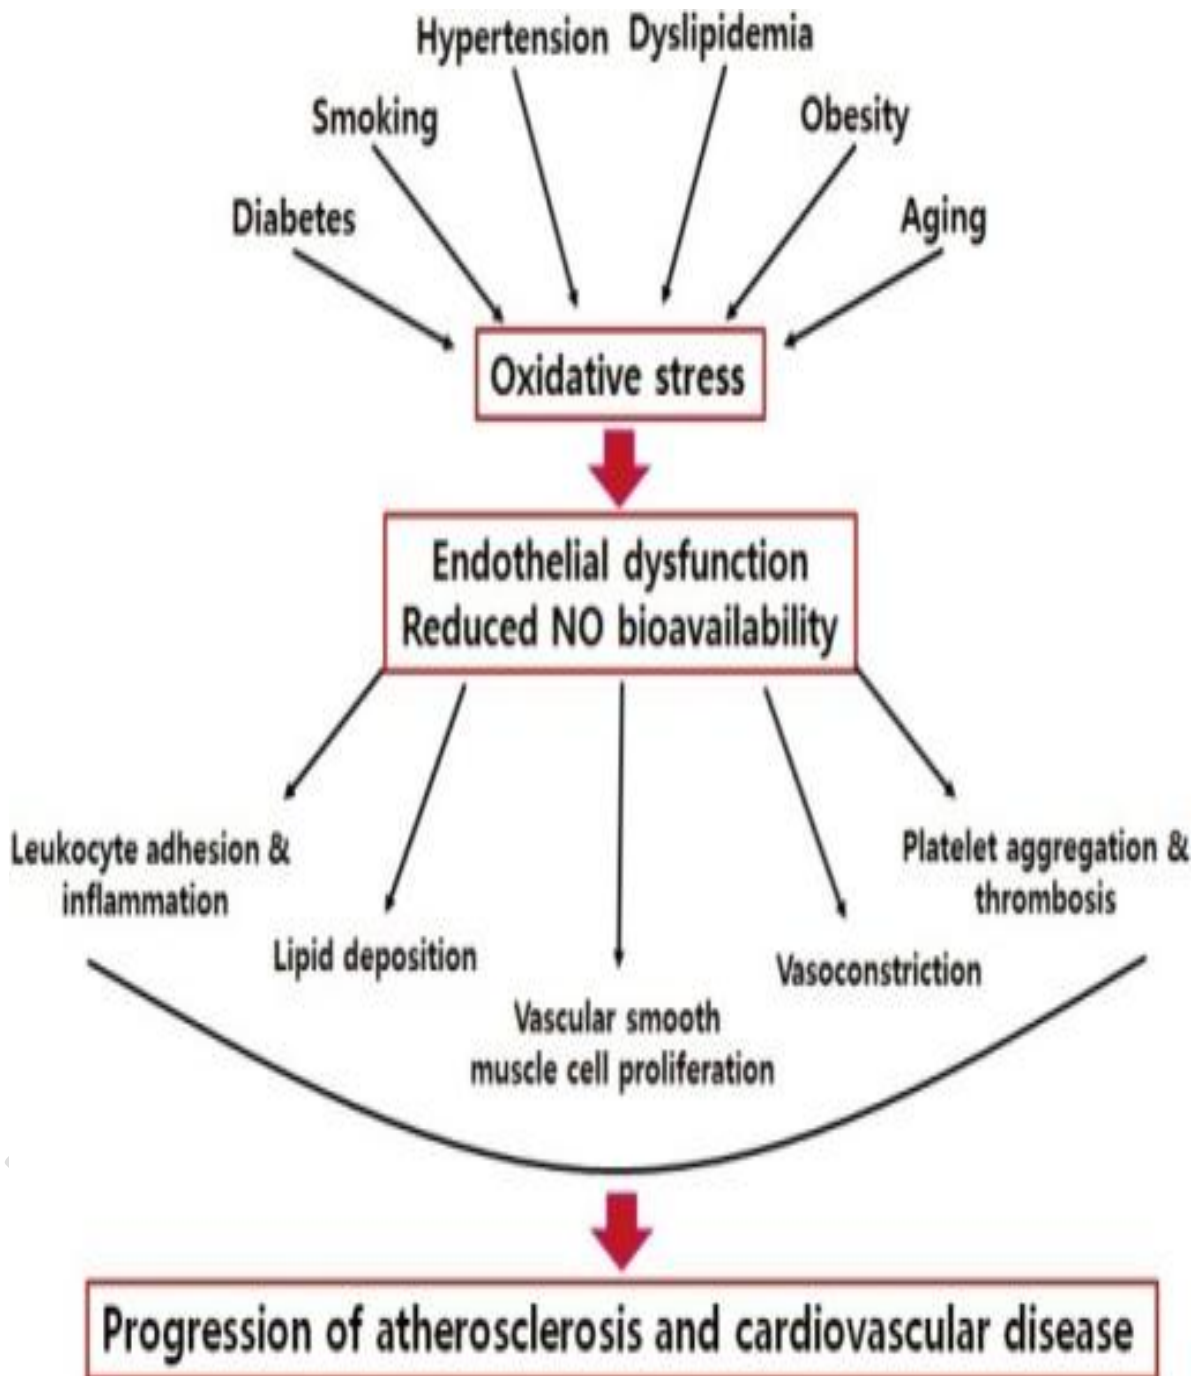 Hypertension Dyslipidemia
Smoking
Obesity
Diabetes
Aging
Oxidative stress
Endothelial dysfunction
Reduced NO bioavailability
Leukocyte adhesion &
inflammation
Platelet aggregation &
thrombosis
Lipid deposition
Vasoconstriction
Vascular smooth
muscle cell proliferation
Progression of atherosclerosis and cardiovascular disease